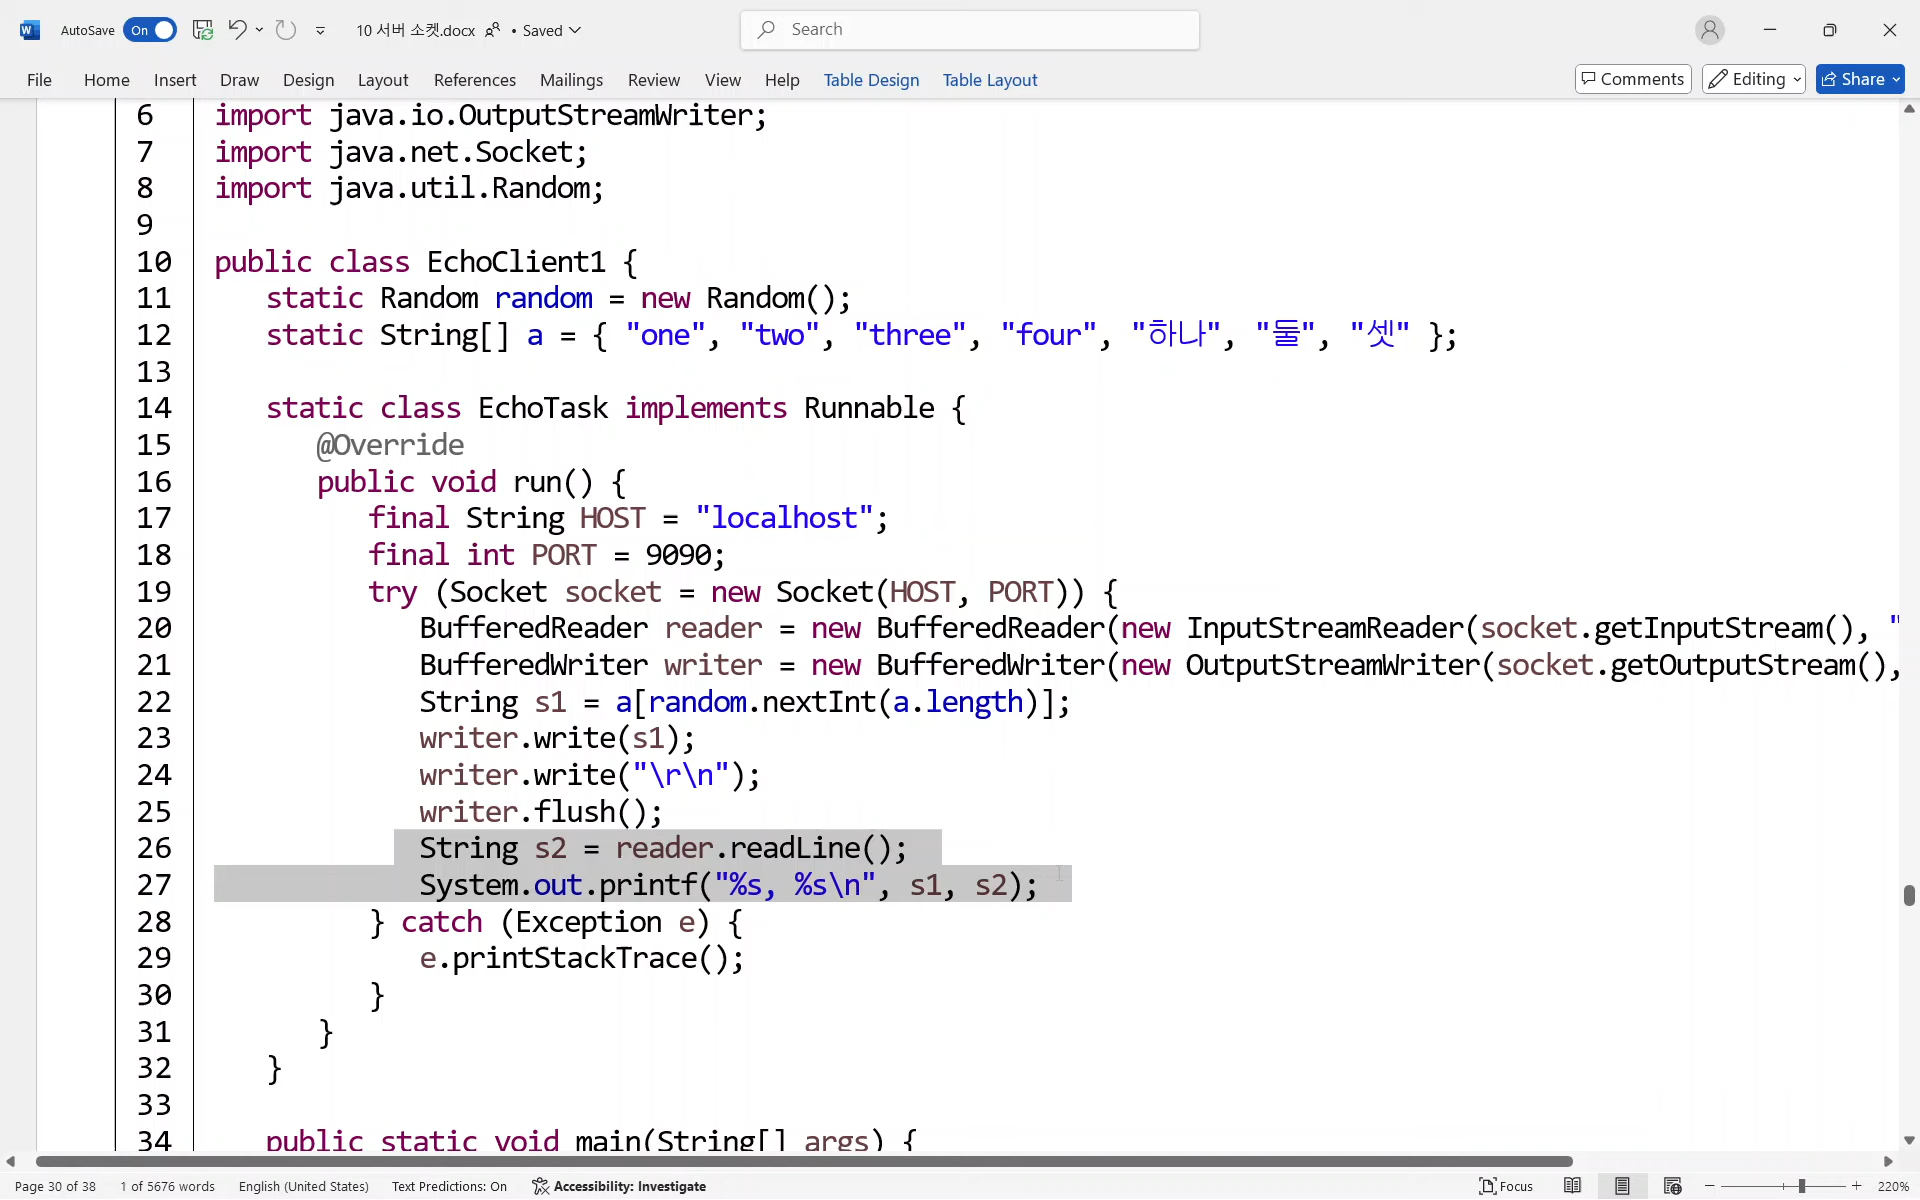 AutoSave On 10 서버 소켓.docx • Saved Search
File Home Insert Draw Design Layout References Mailings Review View Help Table Design Table Layout Comments Editing Share
6 import java.io.OutputStreamWriter;
7 import java.net.Socket;
8 import java.util.Random;
9
10 public class EchoClient1 {
11 static Random random = new Random();
12 static String[] a = { "one", "two", "three", "four", "하나", "둘", "셋" };
13
14 static class EchoTask implements Runnable {
15 @Override
16 public void run() {
17 final String HOST = "localhost";
18 final int PORT = 9090;
19 try (Socket socket = new Socket(HOST, PORT)) {
20 BufferedReader reader = new BufferedReader(new InputStreamReader(socket.getInputStream(), "
21 BufferedWriter writer = new BufferedWriter(new OutputStreamWriter(socket.getOutputStream(),
22 String s1 = a[random.nextInt(a.length)];
23 writer.write(s1);
24 writer.write("\r\n");
25 writer.flush();
26 String s2 = reader.readLine();
27 System.out.printf("%s, %s\n", s1, s2);
28 } catch (Exception e) {
29 e.printStackTrace();
30 }
31 }
32 }
33
34 public static void main(String[] args) {
Page 30 of 38 1 of 5676 words English (United States) Text Predictions: On Accessibility: Investigate Focus 220%